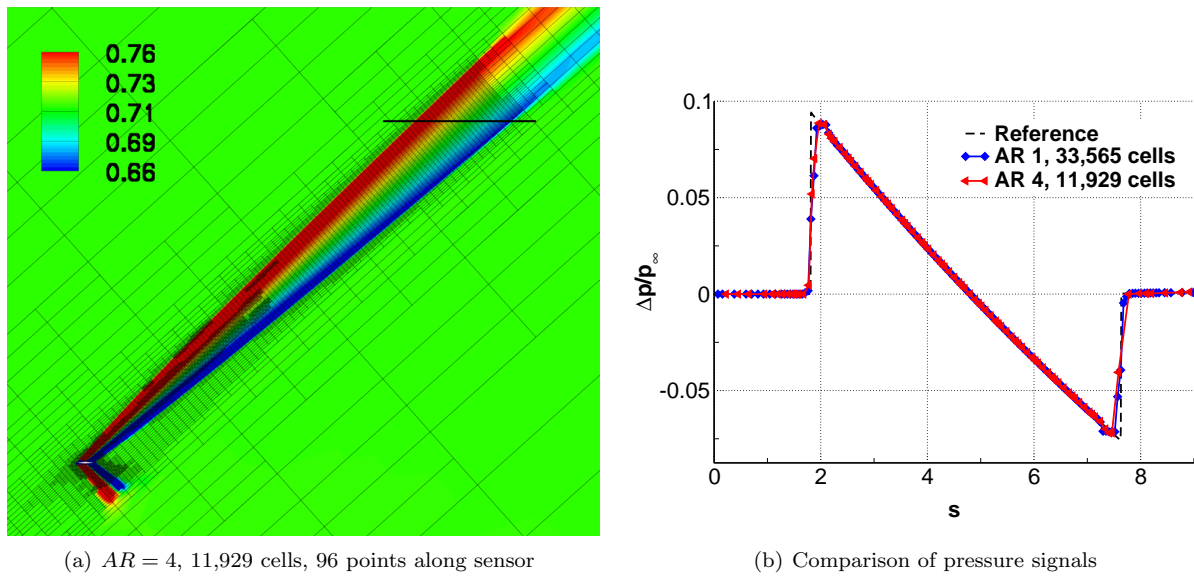 0.76
0.73
0.71
0.69
0.66
(a) AR = 4, 11,929 cells, 96 points along sensor
0.1
0.05
0
-0.05
Δp/p∞
Reference
AR 1, 33,565 cells
AR 4, 11,929 cells
0 2 4 6 8
s
(b) Comparison of pressure signals